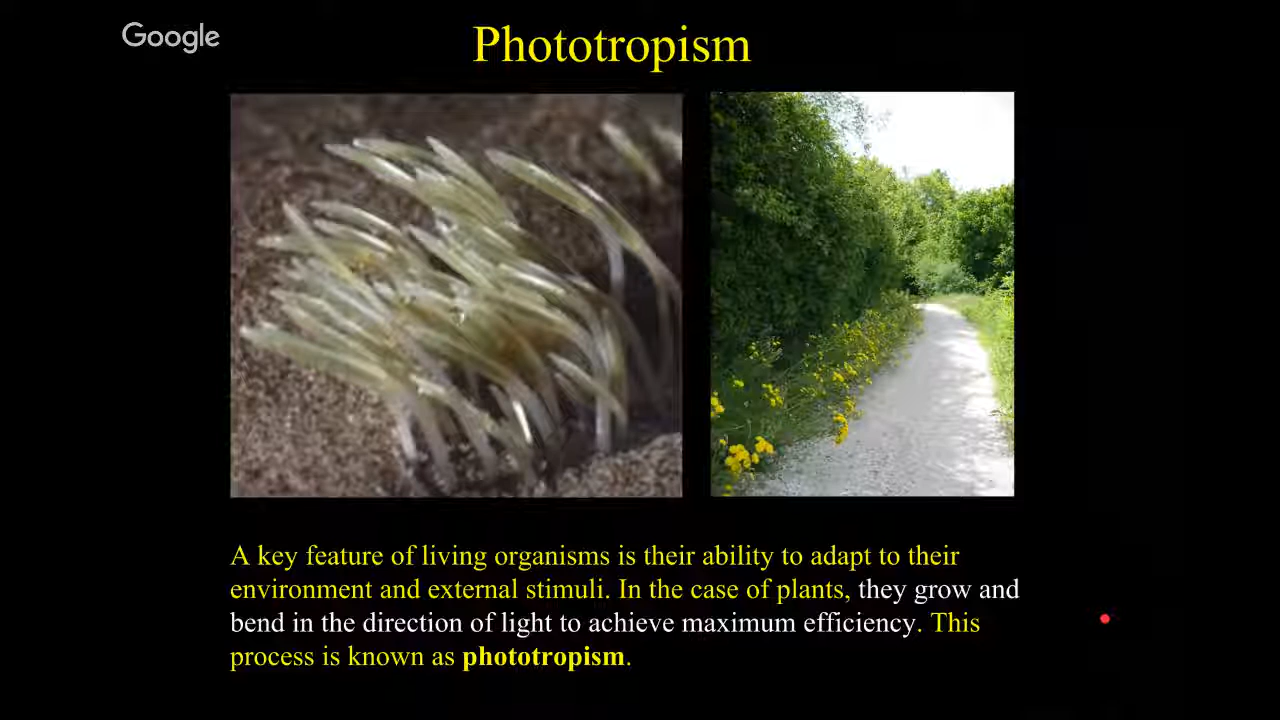 Google
Phototropism
A key feature of living organisms is their ability to adapt to their
environment and external stimuli. In the case of plants, they grow and
bend in the direction of light to achieve maximum efficiency. This
process is known as phototropism.